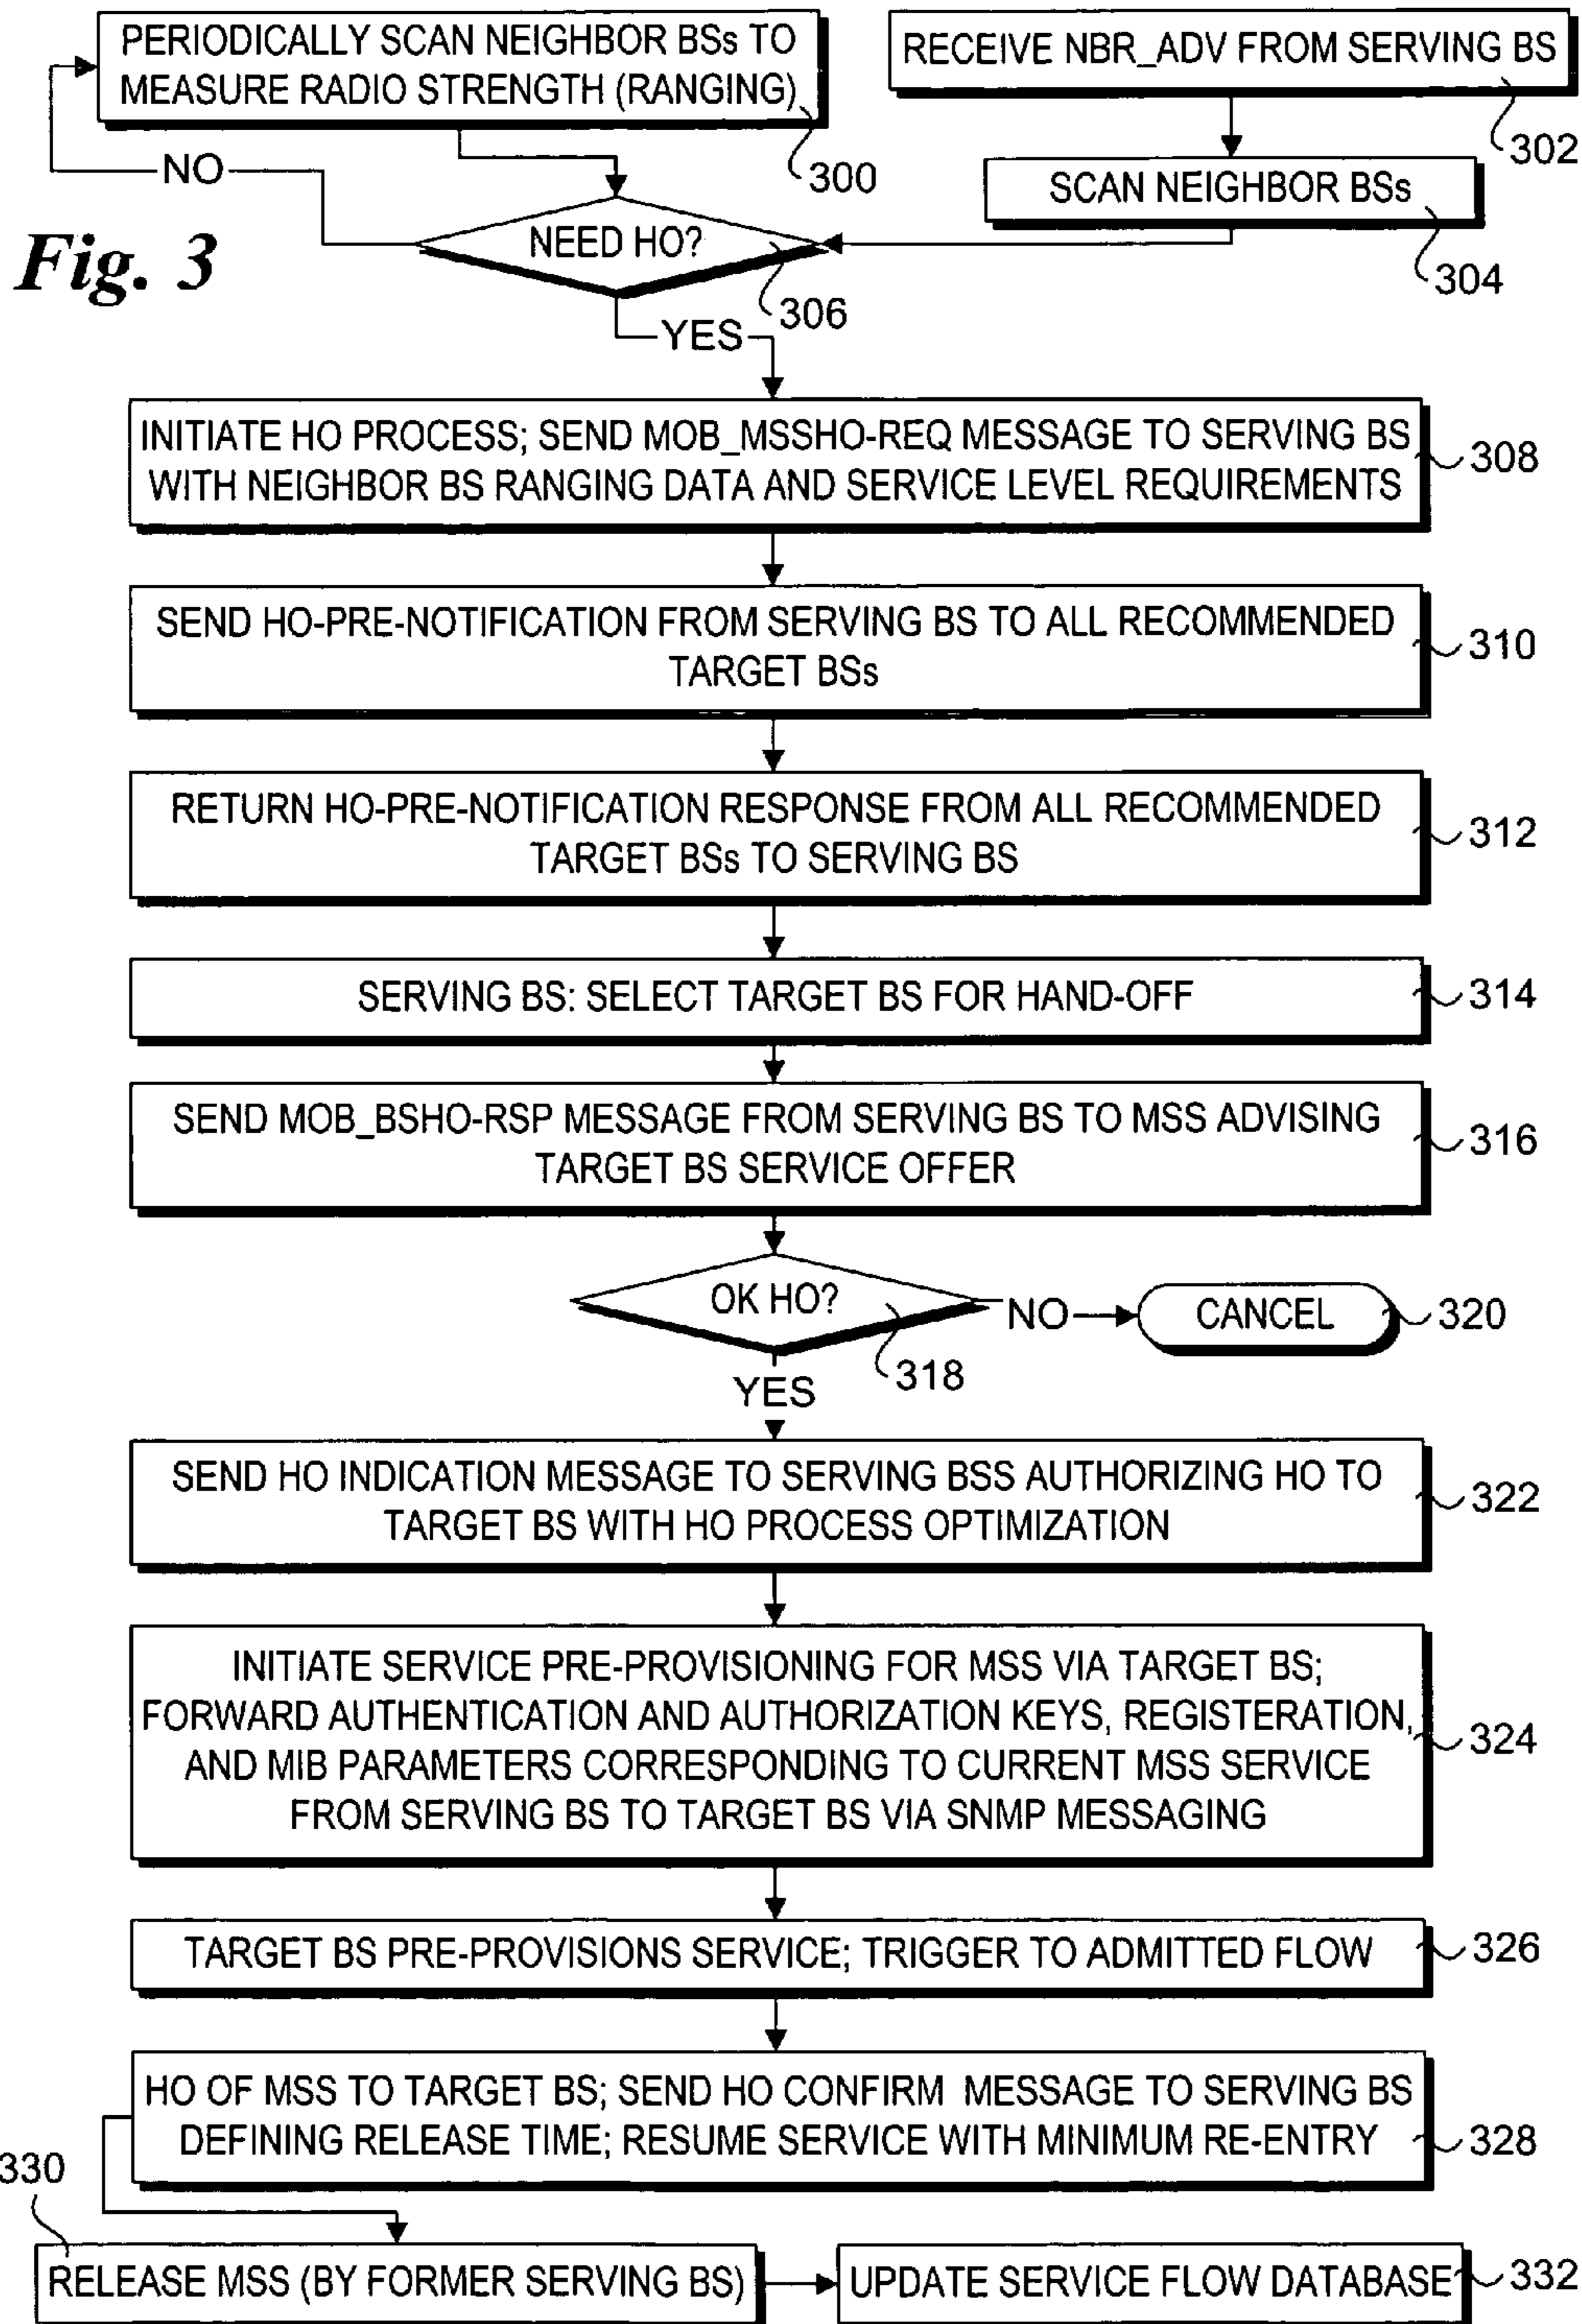 PERIODICALLY SCAN NEIGHBOR BSs TO
MEASURE RADIO STRENGTH (RANGING)
300
RECEIVE NBR_ADV FROM SERVING BS
302
NO
SCAN NEIGHBOR BSs
304
Fig. 3
NEED HO?
306
YES
INITIATE HO PROCESS; SEND MOB_MSSHO-REQ MESSAGE TO SERVING BS
WITH NEIGHBOR BS RANGING DATA AND SERVICE LEVEL REQUIREMENTS
308
SEND HO-PRE-NOTIFICATION FROM SERVING BS TO ALL RECOMMENDED
TARGET BSs
310
RETURN HO-PRE-NOTIFICATION RESPONSE FROM ALL RECOMMENDED
TARGET BSs TO SERVING BS
312
SERVING BS: SELECT TARGET BS FOR HAND-OFF
314
SEND MOB_BSHO-RSP MESSAGE FROM SERVING BS TO MSS ADVISING
TARGET BS SERVICE OFFER
316
OK HO?
318
NO
CANCEL
320
YES
SEND HO INDICATION MESSAGE TO SERVING BSS AUTHORIZING HO TO
TARGET BS WITH HO PROCESS OPTIMIZATION
322
INITIATE SERVICE PRE-PROVISIONING FOR MSS VIA TARGET BS;
FORWARD AUTHENTICATION AND AUTHORIZATION KEYS, REGISTERATION,
AND MIB PARAMETERS CORRESPONDING TO CURRENT MSS SERVICE
FROM SERVING BS TO TARGET BS VIA SNMP MESSAGING
324
TARGET BS PRE-PROVISIONS SERVICE; TRIGGER TO ADMITTED FLOW
326
HO OF MSS TO TARGET BS; SEND HO CONFIRM MESSAGE TO SERVING BS
DEFINING RELEASE TIME; RESUME SERVICE WITH MINIMUM RE-ENTRY
328
330
RELEASE MSS (BY FORMER SERVING BS)
UPDATE SERVICE FLOW DATABASE
332